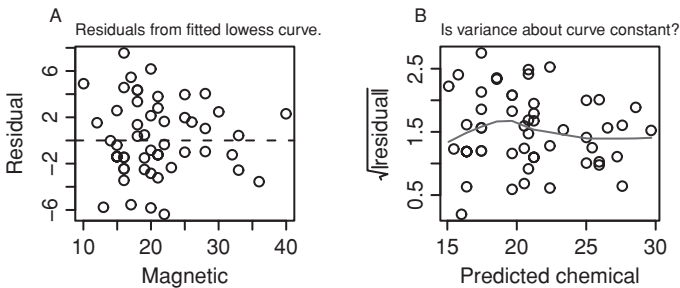 A
Residuals from fitted lowess curve.
Residual
6
2
−2
−6
10
20
30
40
Magnetic
B
Is variance about curve constant?
√|residual|
2.5
1.5
0.5
15
20
25
30
Predicted chemical